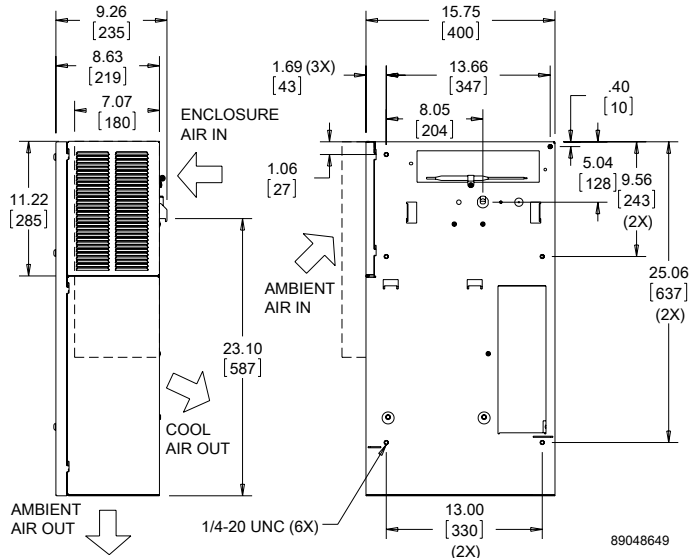 9.26
[235]
8.63
[219]
7.07
[180]
ENCLOSURE
AIR IN
11.22
[285]
23.10
[587]
COOL
AIR OUT
AMBIENT
AIR OUT
15.75
[400]
1.69 (3X)
[43]
13.66
[347]
8.05
[204]
.40
[10]
1.06
[27]
5.04
[128]
9.56
[243]
(2X)
AMBIENT
AIR IN
25.06
[637]
(2X)
1/4-20 UNC (6X)
13.00
[330]
(2X)
89048649